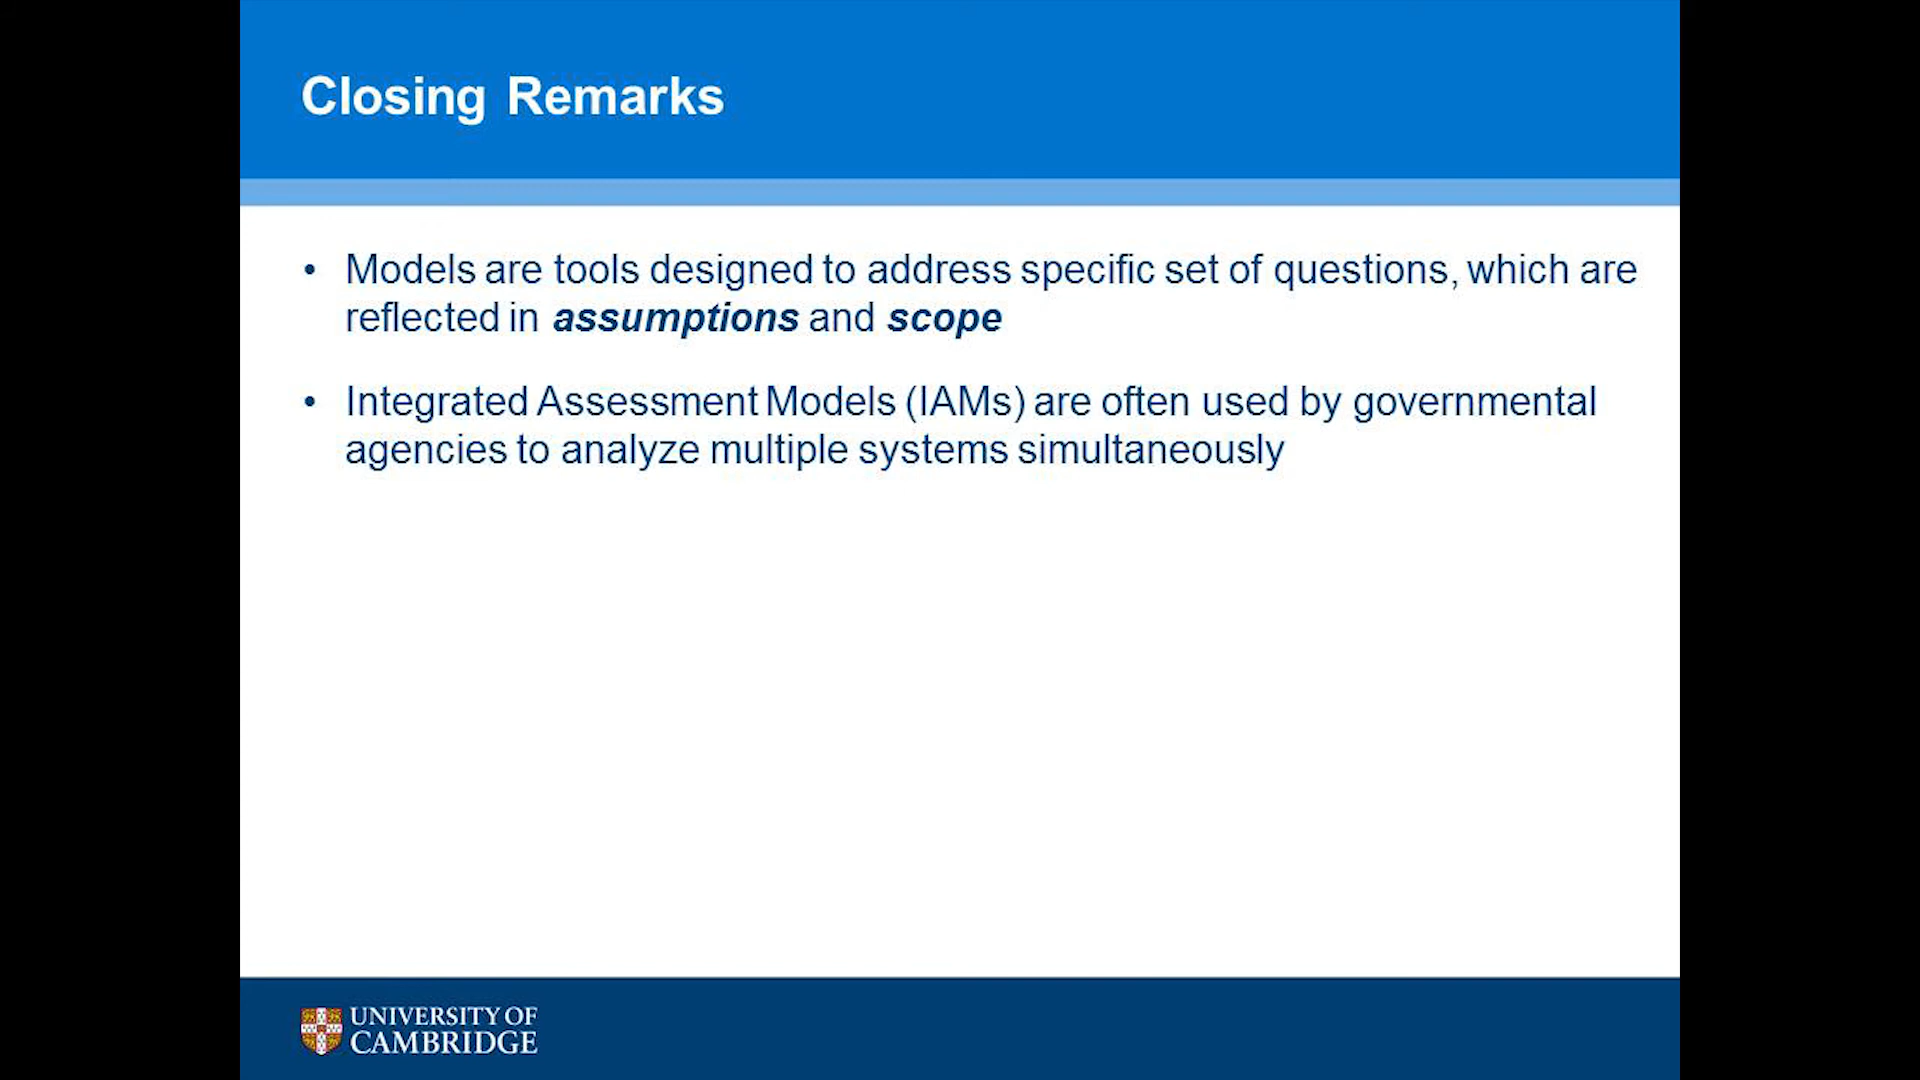 Closing Remarks
• Models are tools designed to address specific set of questions, which are
reflected in assumptions and scope
• Integrated Assessment Models (IAMs) are often used by governmental
agencies to analyze multiple systems simultaneously
UNIVERSITY OF
CAMBRIDGE